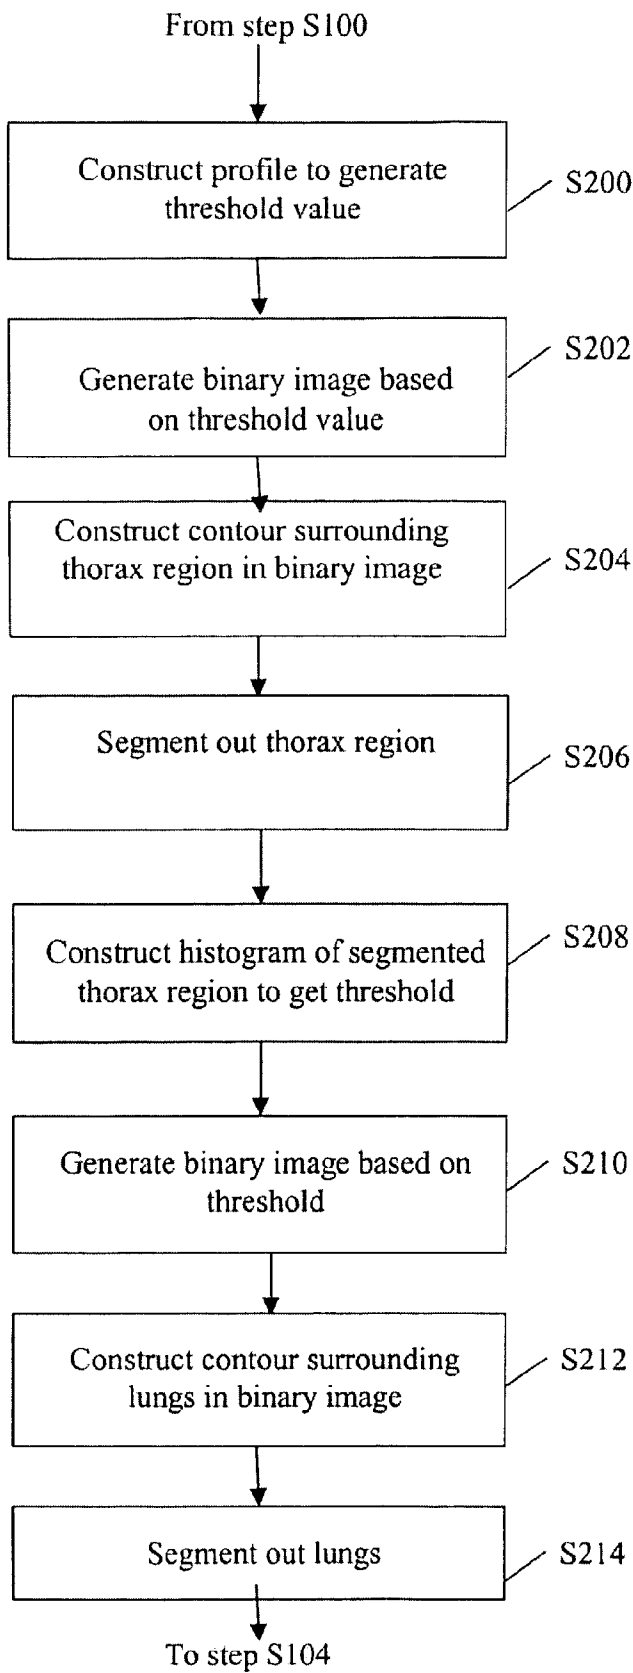 From step S100
Construct profile to generate
threshold value
S200
Generate binary image based
on threshold value
S202
Construct contour surrounding
thorax region in binary image
S204
Segment out thorax region
S206
Construct histogram of segmented
thorax region to get threshold
S208
Generate binary image based on
threshold
S210
Construct contour surrounding
lungs in binary image
S212
Segment out lungs
S214
To step S104